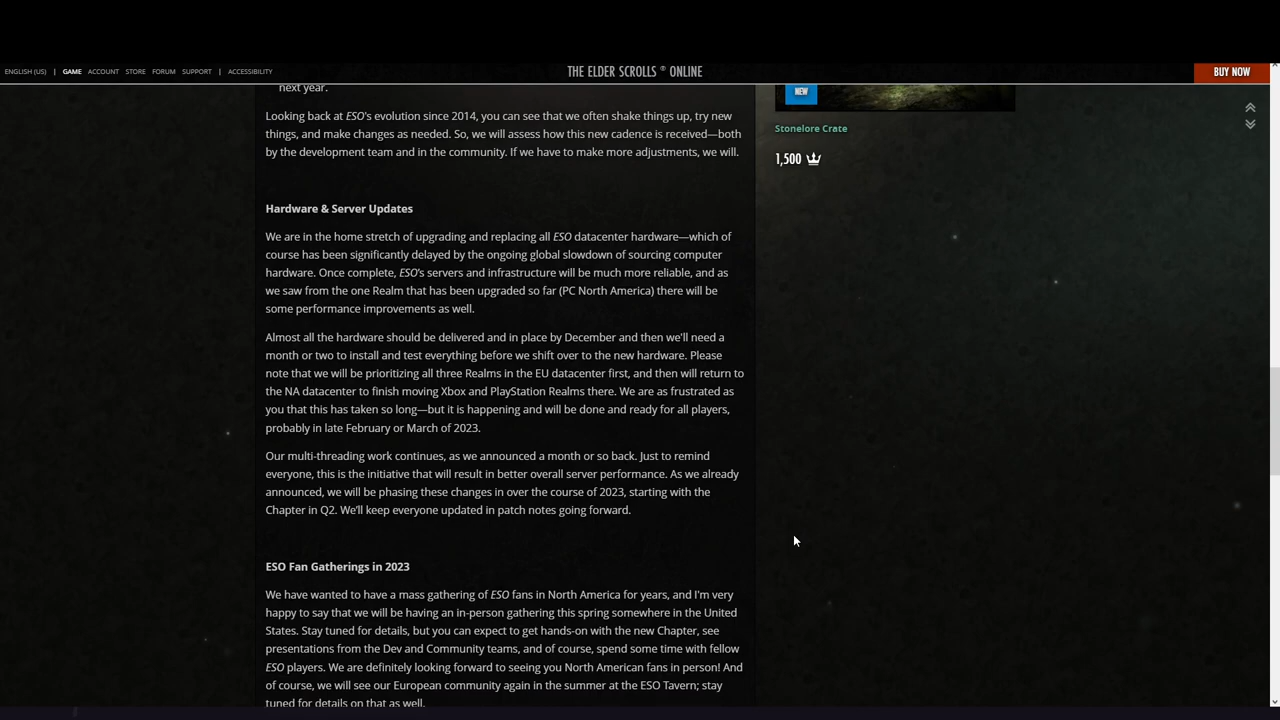 ENGLISH (US) | GAME ACCOUNT STORE FORUM SUPPORT | ACCESSIBILITY
THE ELDER SCROLLS ® ONLINE
BUY NOW
next year.
Looking back at ESO's evolution since 2014, you can see that we often shake things up, try new
things, and make changes as needed. So, we will assess how this new cadence is received—both
by the development team and in the community. If we have to make more adjustments, we will.
Hardware & Server Updates
We are in the home stretch of upgrading and replacing all ESO datacenter hardware—which of
course has been significantly delayed by the ongoing global slowdown of sourcing computer
hardware. Once complete, ESO's servers and infrastructure will be much more reliable, and as
we saw from the one Realm that has been upgraded so far (PC North America) there will be
some performance improvements as well.
Almost all the hardware should be delivered and in place by December and then we'll need a
month or two to install and test everything before we shift over to the new hardware. Please
note that we will be prioritizing all three Realms in the EU datacenter first, and then will return to
the NA datacenter to finish moving Xbox and PlayStation Realms there. We are as frustrated as
you that this has taken so long—but it is happening and will be done and ready for all players,
probably in late February or March of 2023.
Our multi-threading work continues, as we announced a month or so back. Just to remind
everyone, this is the initiative that will result in better overall server performance. As we already
announced, we will be phasing these changes in over the course of 2023, starting with the
Chapter in Q2. We'll keep everyone updated in patch notes going forward.
ESO Fan Gatherings in 2023
We have wanted to have a mass gathering of ESO fans in North America for years, and I'm very
happy to say that we will be having an in-person gathering this spring somewhere in the United
States. Stay tuned for details, but you can expect to get hands-on with the new Chapter, see
presentations from the Dev and Community teams, and of course, spend some time with fellow
ESO players. We are definitely looking forward to seeing you North American fans in person! And
of course, we will see our European community again in the summer at the ESO Tavern; stay
tuned for details on that as well.
NEW
Stonelore Crate
1,500